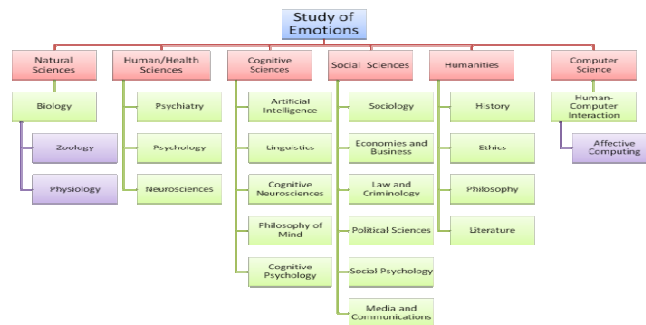 Study of
Emotions
Natural
Sciences
Human/Health
Sciences
Cognitive
Sciences
Social Sciences
Humanities
Computer
Science
Biology
Zoology
Physiology
Psychiatry
Psychology
Neurosciences
Artificial
Intelligence
Linguistics
Cognitive
Neurosciences
Philosophy of
Mind
Cognitive
Psychology
Sociology
Economies and
Business
Law and
Criminology
Political Sciences
Social Psychology
Media and
Communications
History
Ethics
Philosophy
Literature
Human-
Computer
Interaction
Affective
Computing